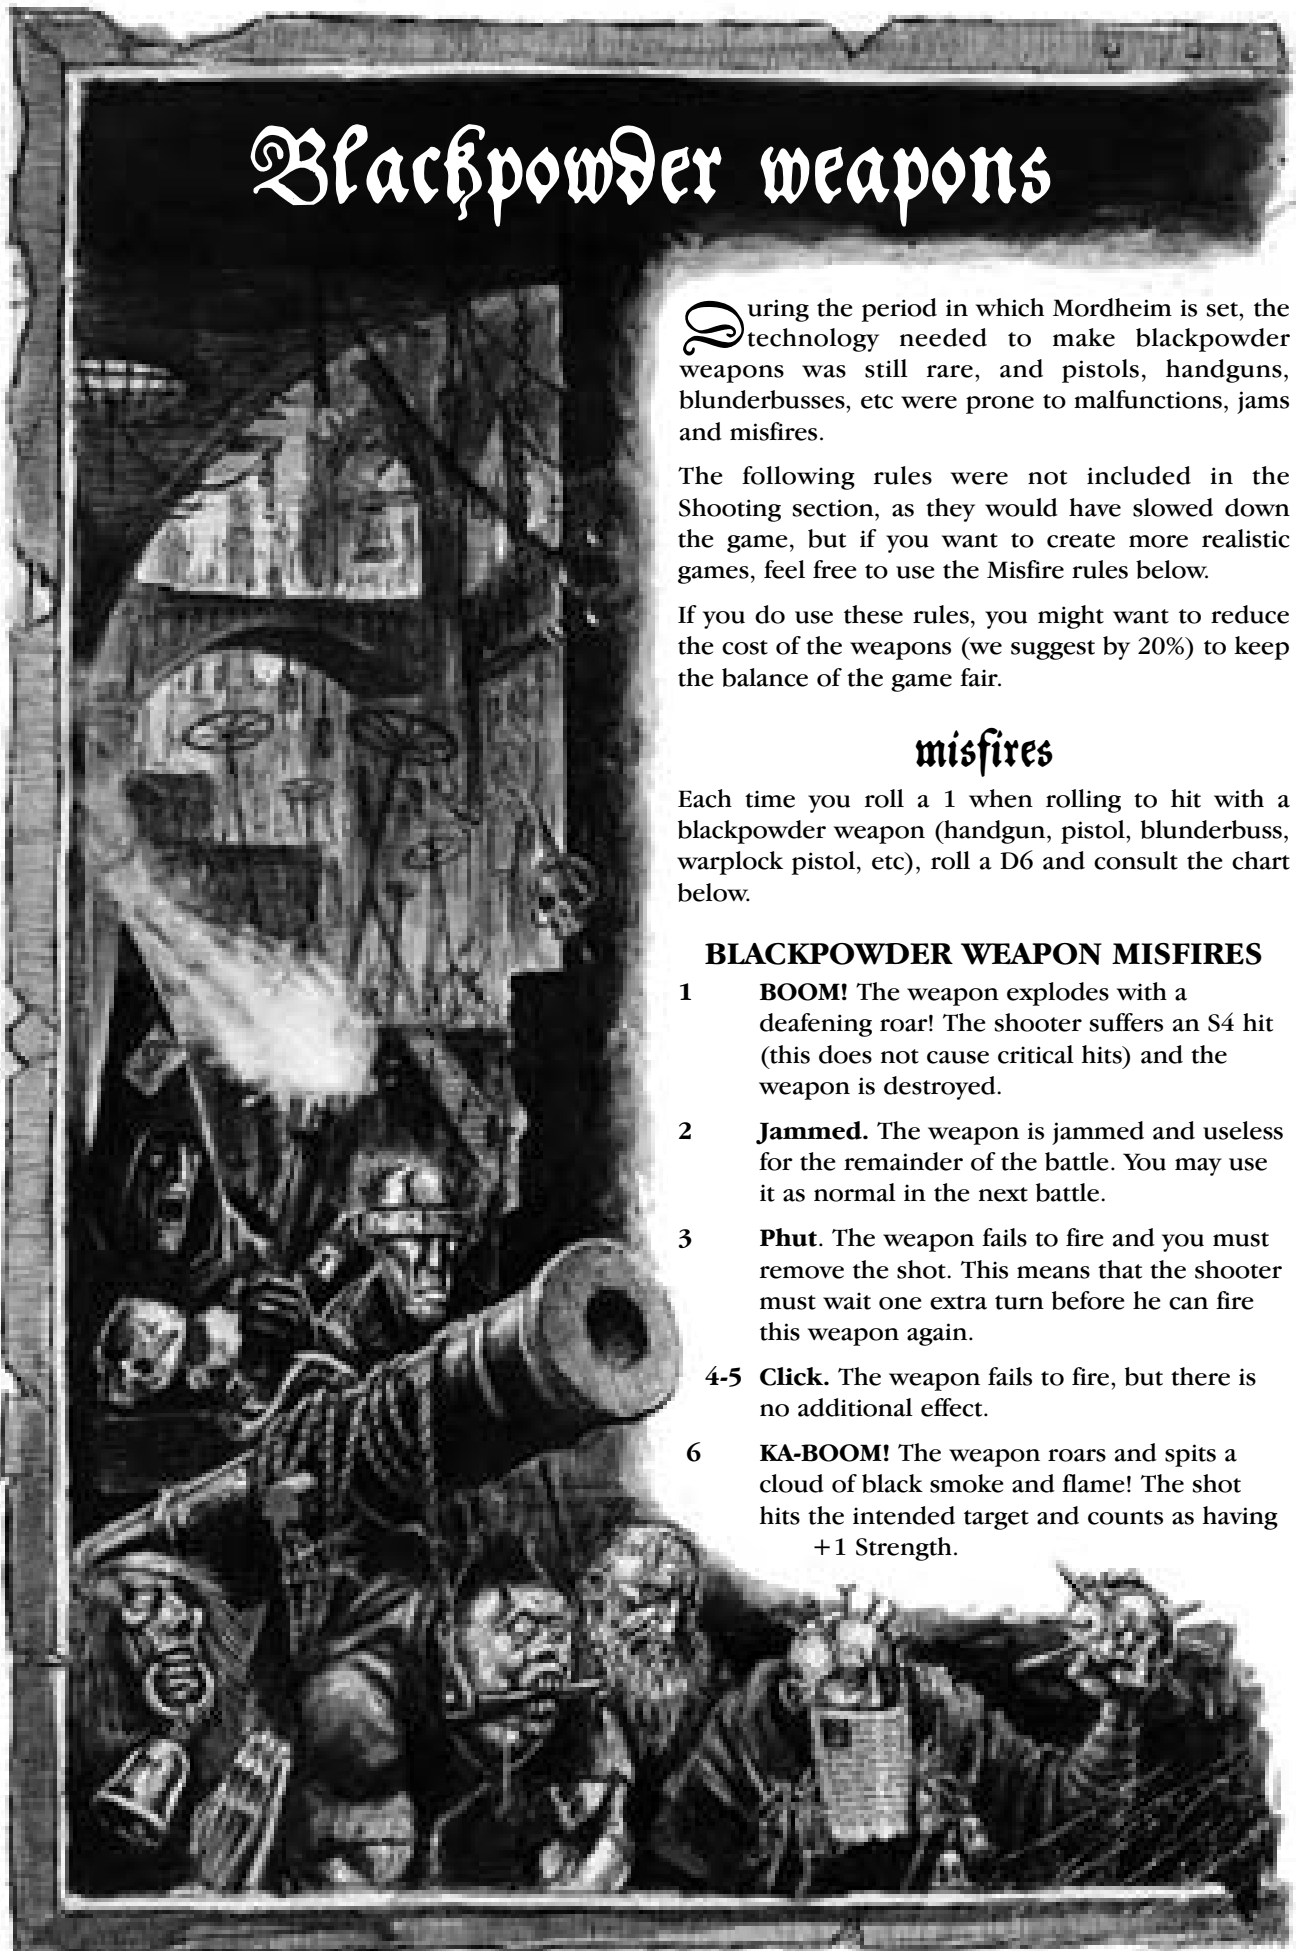 Blackpowder weapons
During the period in which Mordheim is set, the
technology needed to make blackpowder
weapons was still rare, and pistols, handguns,
blunderbusses, etc were prone to malfunctions, jams
and misfires.
The following rules were not included in the
Shooting section, as they would have slowed down
the game, but if you want to create more realistic
games, feel free to use the Misfire rules below.
If you do use these rules, you might want to reduce
the cost of the weapons (we suggest by 20%) to keep
the balance of the game fair.
misfires
Each time you roll a 1 when rolling to hit with a
blackpowder weapon (handgun, pistol, blunderbuss,
warplock pistol, etc), roll a D6 and consult the chart
below.
BLACKPOWDER WEAPON MISFIRES
1 BOOM! The weapon explodes with a
deafening roar! The shooter suffers an S4 hit
(this does not cause critical hits) and the
weapon is destroyed.
2 Jammed. The weapon is jammed and useless
for the remainder of the battle. You may use
it as normal in the next battle.
3 Phut. The weapon fails to fire and you must
remove the shot. This means that the shooter
must wait one extra turn before he can fire
this weapon again.
4-5 Click. The weapon fails to fire, but there is
no additional effect.
6 KA-BOOM! The weapon roars and spits a
cloud of black smoke and flame! The shot
hits the intended target and counts as having
+1 Strength.